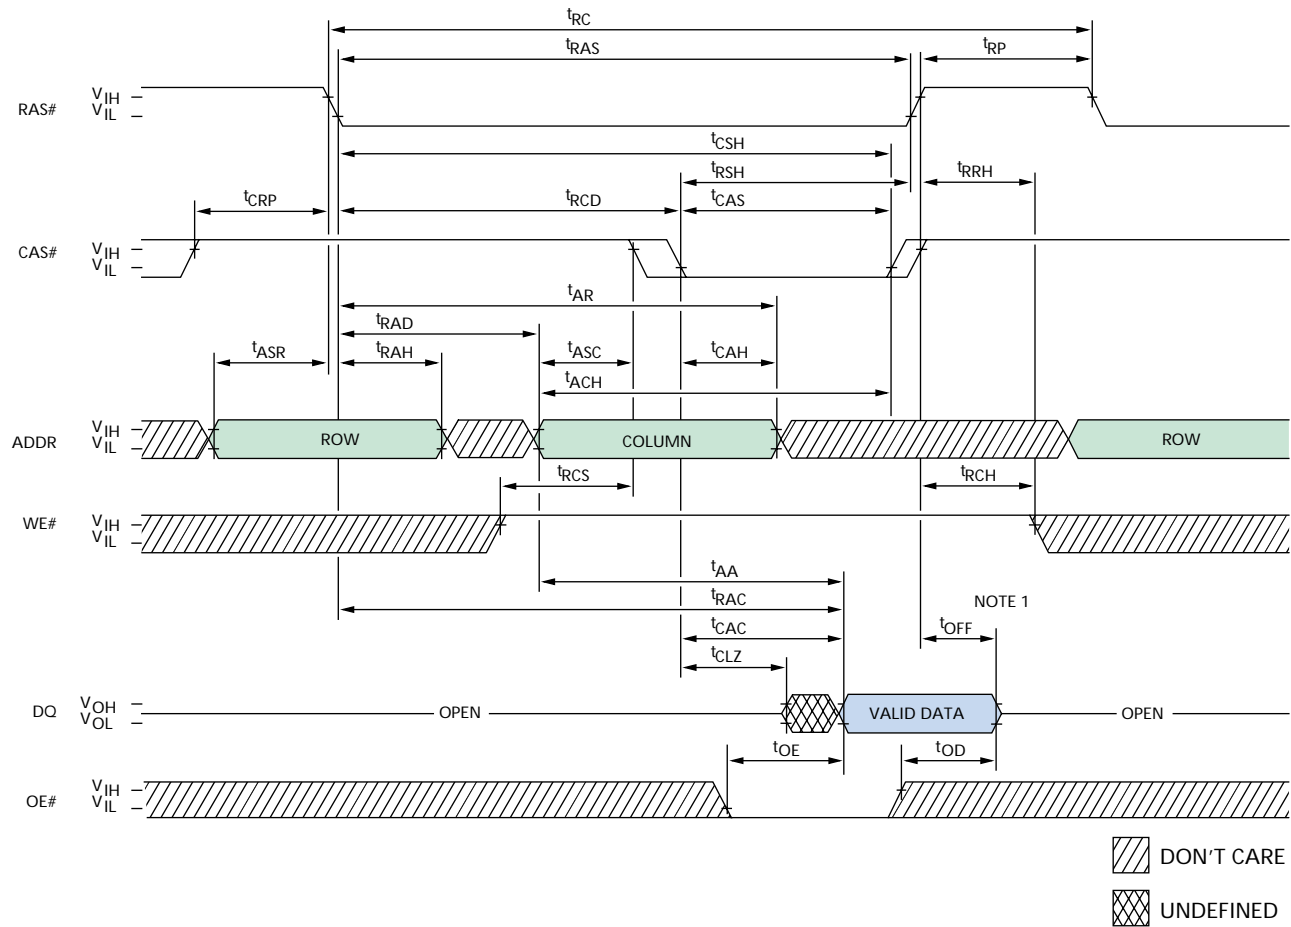 tRC
tRAS
tRP
RAS#
VIH
VIL
tCSH
tRSH
tRRH
tCRP
tRCD
tCAS
CAS#
VIH
VIL
tAR
tRAD
tASR
tRAH
tASC
tCAH
tACH
ADDR
VIH
VIL
ROW
COLUMN
ROW
tRCS
tRCH
WE#
VIH
VIL
tAA
tRAC
NOTE 1
tCAC
tOFF
tCLZ
DQ
VOH
VOL
OPEN
VALID DATA
OPEN
tOE
tOD
OE#
VIH
VIL
DON'T CARE
UNDEFINED